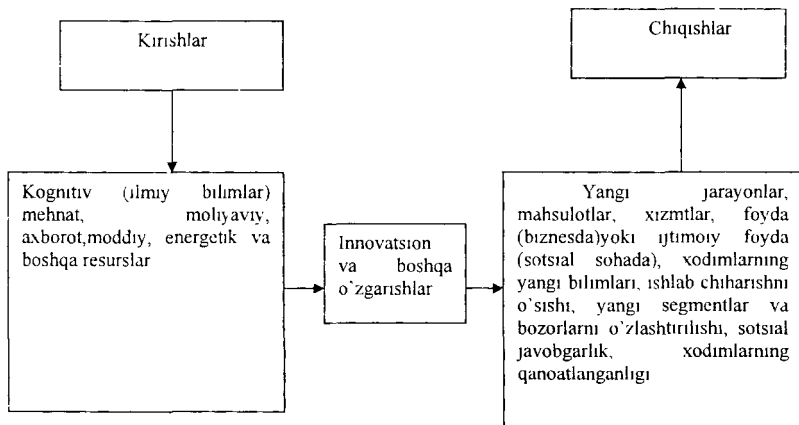 Kirishlar
Chiqishlar
Kognitiv (ilmiy bilimlar)
mehnat, moliyaviy,
axborot,moddiy, energetik va
boshqa resurslar
Innovatsion
va boshqa
o`zgarishlar
Yangi jarayonlar,
mahsulotlar, xizmtlar, foyda
(biznesda)yoki ijtimoiy foyda
(sotsial sohada), xodimlarning
yangi bilimlari, ishlab chiharishni
o`sishi, yangi segmentlar va
bozorlarni o`zlashtirilishi, sotsial
javobgarlik, xodimlarning
qanoatlanganligi